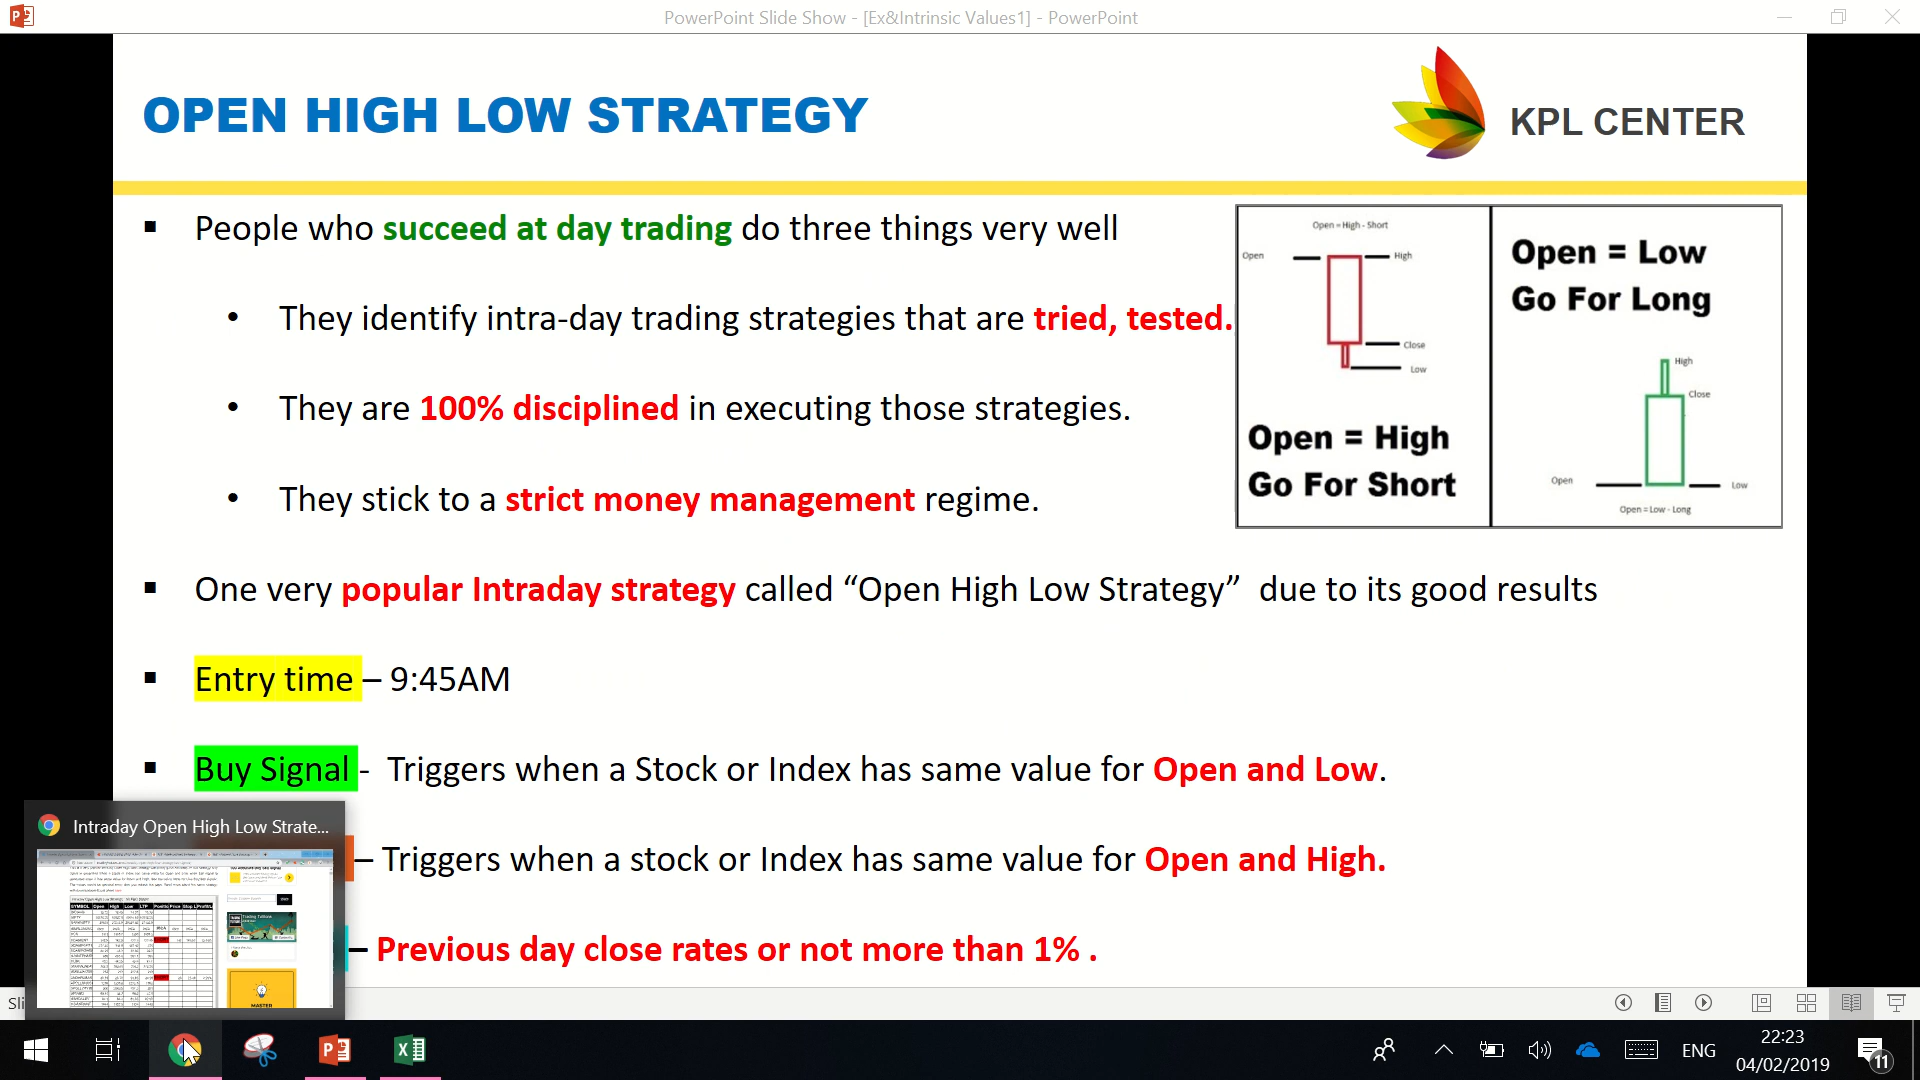 PowerPoint Slide Show - [Ex&Intrinsic Values1] - PowerPoint
OPEN HIGH LOW STRATEGY
KPL CENTER
People who succeed at day trading do three things very well
They identify intra-day trading strategies that are tried, tested.
They are 100% disciplined in executing those strategies.
They stick to a strict money management regime.
Open = High - Short
Open
High
Close
Low
Open = High
Go For Short
Open = Low
Go For Long
High
Close
Open
Low
Open = Low - Long
One very popular Intraday strategy called “Open High Low Strategy” due to its good results
Entry time – 9:45AM
Buy Signal - Triggers when a Stock or Index has same value for Open and Low.
– Triggers when a stock or Index has same value for Open and High.
– Previous day close rates or not more than 1% .
Intraday Open High Low Strate...
SYMBOL Open High Low LTP
MASTER
Sli
ENG
22:23
04/02/2019
11